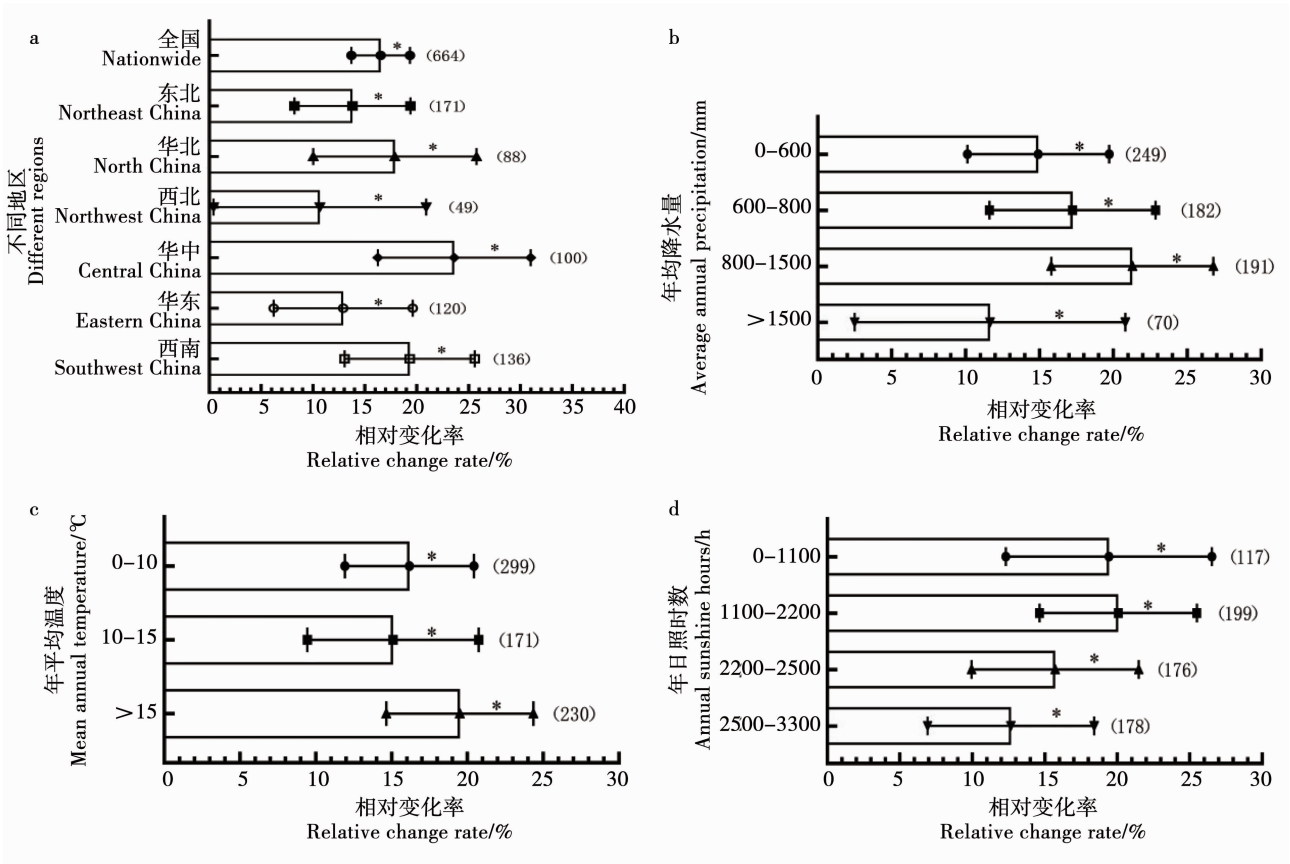 a
不同地区
Different regions
全国
Nationwide
* (664)
东北
Northeast China
* (171)
华北
North China
* (88)
西北
Northwest China
* (49)
华中
Central China
* (100)
华东
Eastern China
* (120)
西南
Southwest China
* (136)
0 5 10 15 20 25 30 35 40
相对变化率
Relative change rate/%
b
年均降水量
Average annual precipitation/mm
0-600 * (249)
600-800 * (182)
800-1500 * (191)
>1500 * (70)
0 5 10 15 20 25 30
相对变化率
Relative change rate/%
c
年平均温度
Mean annual temperature/℃
0-10 * (299)
10-15 * (171)
>15 * (230)
0 5 10 15 20 25 30
相对变化率
Relative change rate/%
d
年日照时数
Annual sunshine hours/h
0-1100 * (117)
1100-2200 * (199)
2200-2500 * (176)
2500-3300 * (178)
0 5 10 15 20 25 30
相对变化率
Relative change rate/%